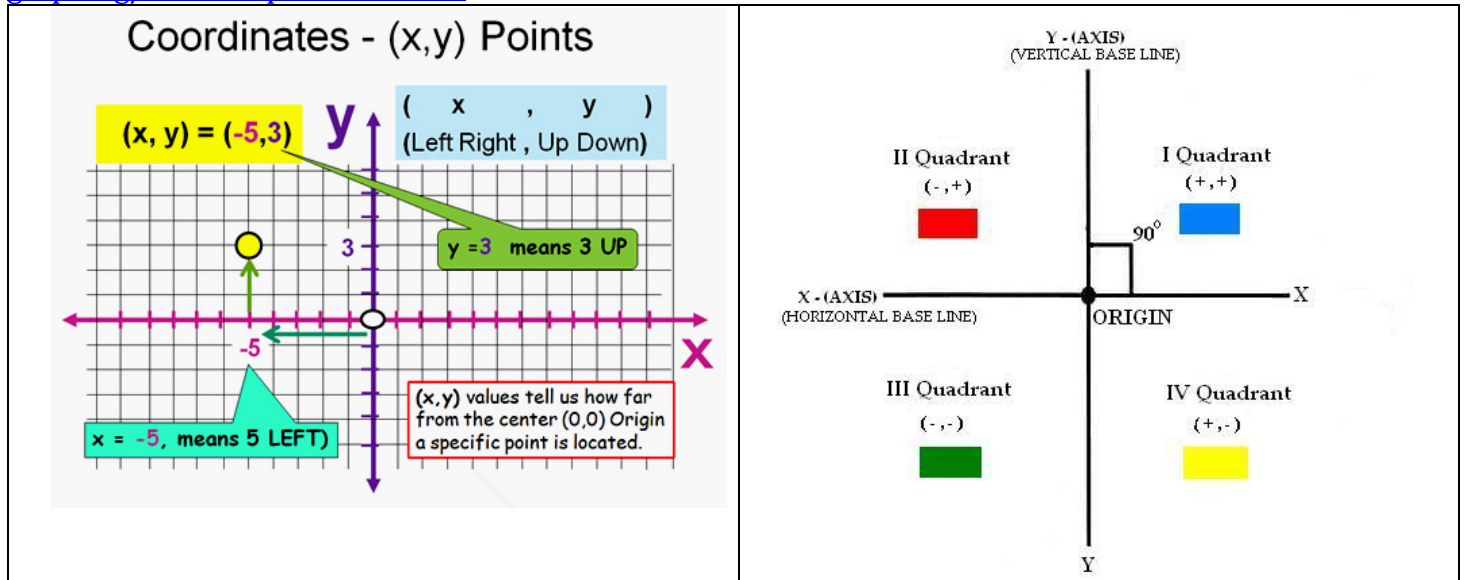 Coordinates - (x,y) Points
(x, y) = (-5,3)
y
( x , y )
(Left Right , Up Down)
3
y =3 means 3 UP
-5
X
x = -5, means 5 LEFT)
(x,y) values tell us how far
from the center (0,0) Origin
a specific point is located.
Y - (AXIS)
(VERTICAL BASE LINE)
II Quadrant
(-,+)
I Quadrant
(+,+)
90°
X - (AXIS)
X
(HORIZONTAL BASE LINE)
ORIGIN
III Quadrant
(-,-)
IV Quadrant
(+,-)
Y